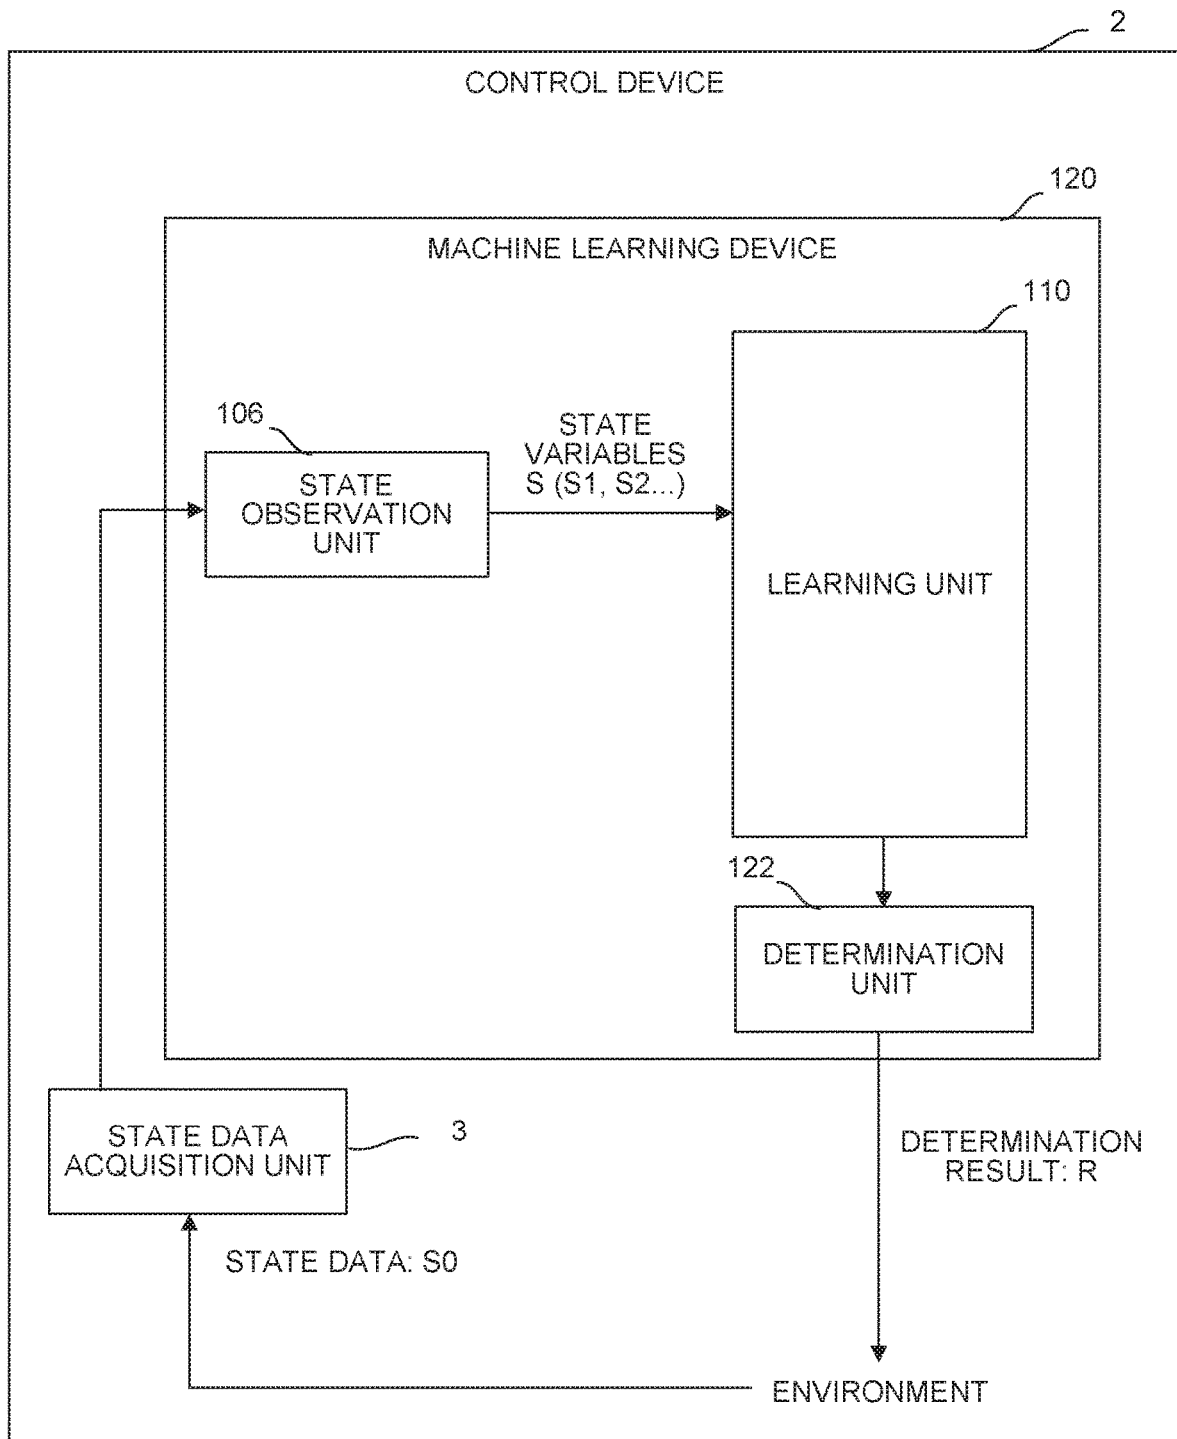 2
CONTROL DEVICE
120
MACHINE LEARNING DEVICE
110
106
STATE
VARIABLES
S (S1, S2...)
STATE
OBSERVATION
UNIT
LEARNING UNIT
122
DETERMINATION
UNIT
STATE DATA
ACQUISITION UNIT
3
DETERMINATION
RESULT: R
STATE DATA: S0
ENVIRONMENT